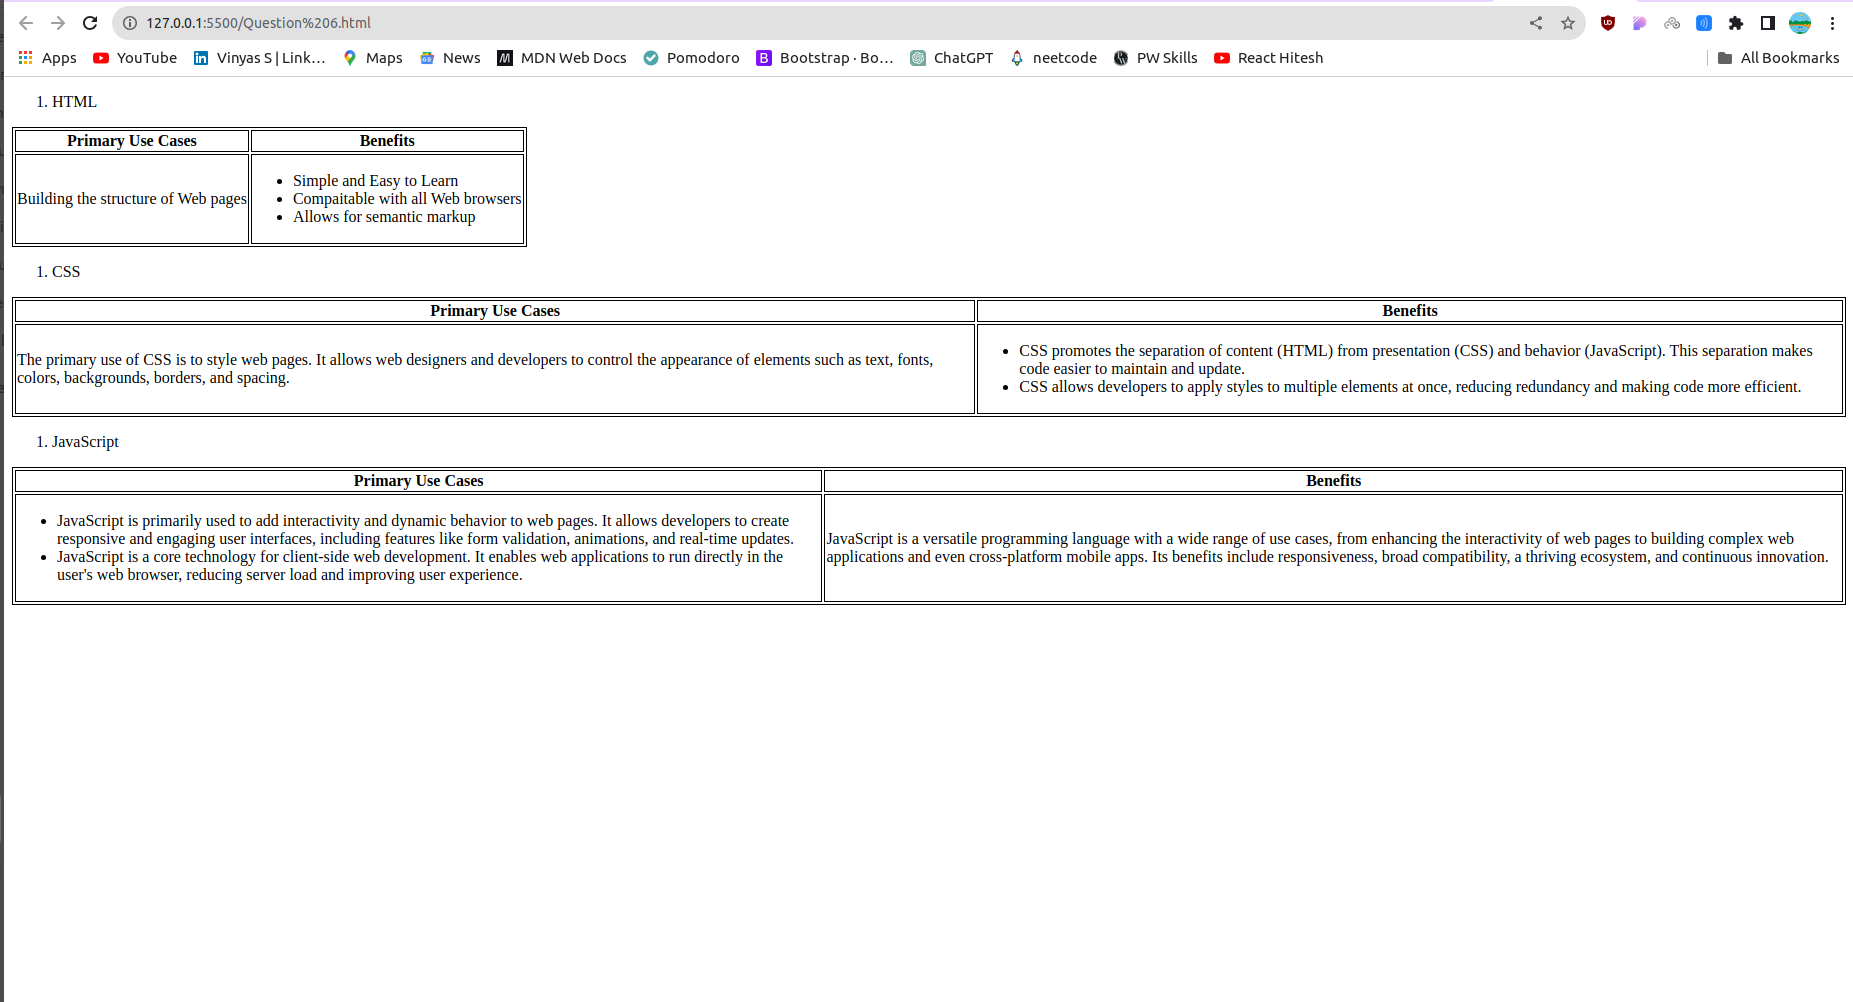 127.0.0.1:5500/Question%206.html
Apps YouTube Vinyas S | Link… Maps News MDN Web Docs Pomodoro Bootstrap · Bo… ChatGPT neetcode PW Skills React Hitesh All Bookmarks
1. HTML
Primary Use Cases Benefits
Building the structure of Web pages
• Simple and Easy to Learn
• Compaitable with all Web browsers
• Allows for semantic markup
1. CSS
Primary Use Cases Benefits
The primary use of CSS is to style web pages. It allows web designers and developers to control the appearance of elements such as text, fonts,
colors, backgrounds, borders, and spacing.
• CSS promotes the separation of content (HTML) from presentation (CSS) and behavior (JavaScript). This separation makes
code easier to maintain and update.
• CSS allows developers to apply styles to multiple elements at once, reducing redundancy and making code more efficient.
1. JavaScript
Primary Use Cases Benefits
• JavaScript is primarily used to add interactivity and dynamic behavior to web pages. It allows developers to create
responsive and engaging user interfaces, including features like form validation, animations, and real-time updates.
• JavaScript is a core technology for client-side web development. It enables web applications to run directly in the
user's web browser, reducing server load and improving user experience.
JavaScript is a versatile programming language with a wide range of use cases, from enhancing the interactivity of web pages to building complex web
applications and even cross-platform mobile apps. Its benefits include responsiveness, broad compatibility, a thriving ecosystem, and continuous innovation.